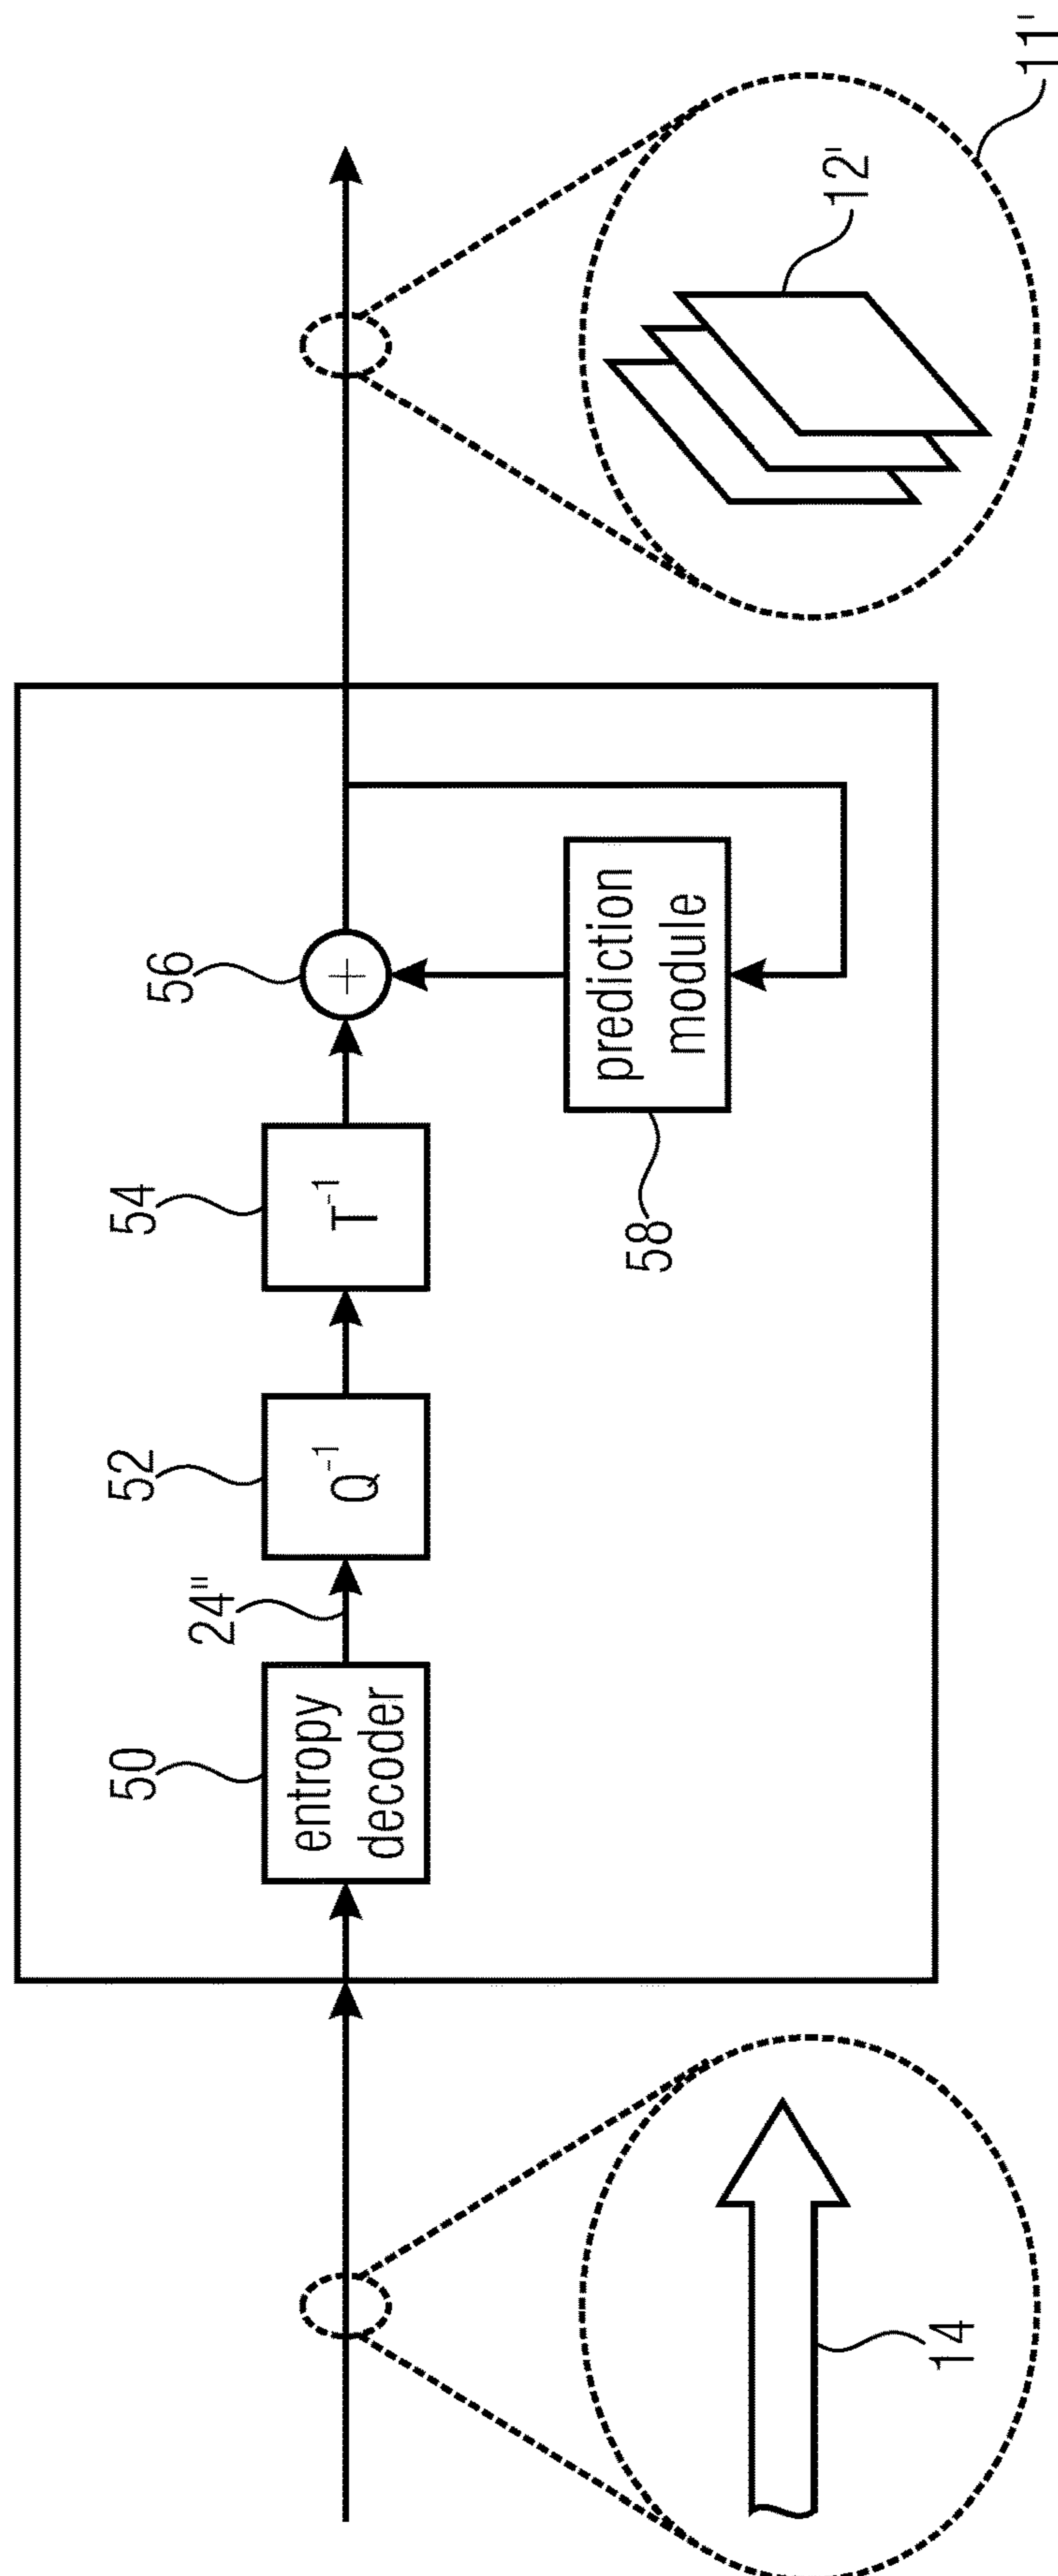 11'
12'
56
prediction
module
58
54
T⁻¹
52
Q⁻¹
24"
50
entropy
decoder
14